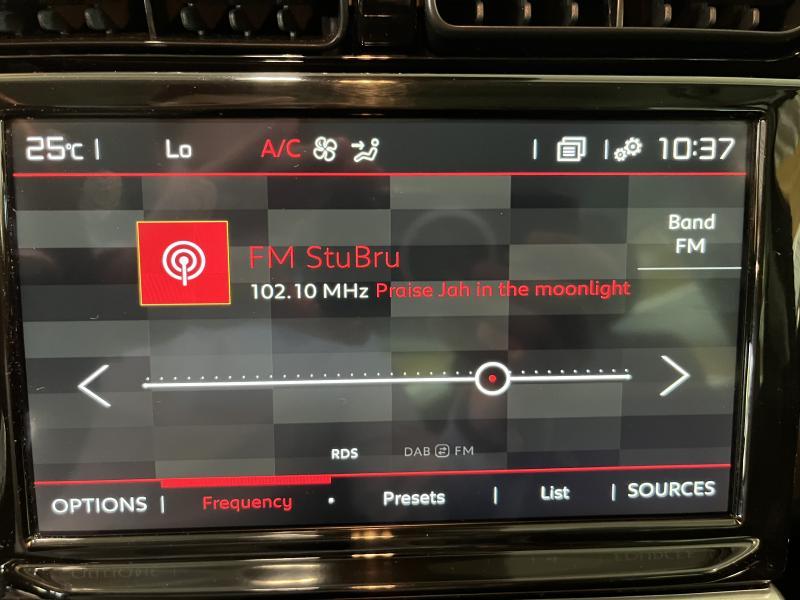 25°C | Lo A/C | | 10:37
Band
FM
FM StuBru
102.10 MHz Praise Jah in the moonlight
RDS DAB FM
OPTIONS | Frequency • Presets | List | SOURCES